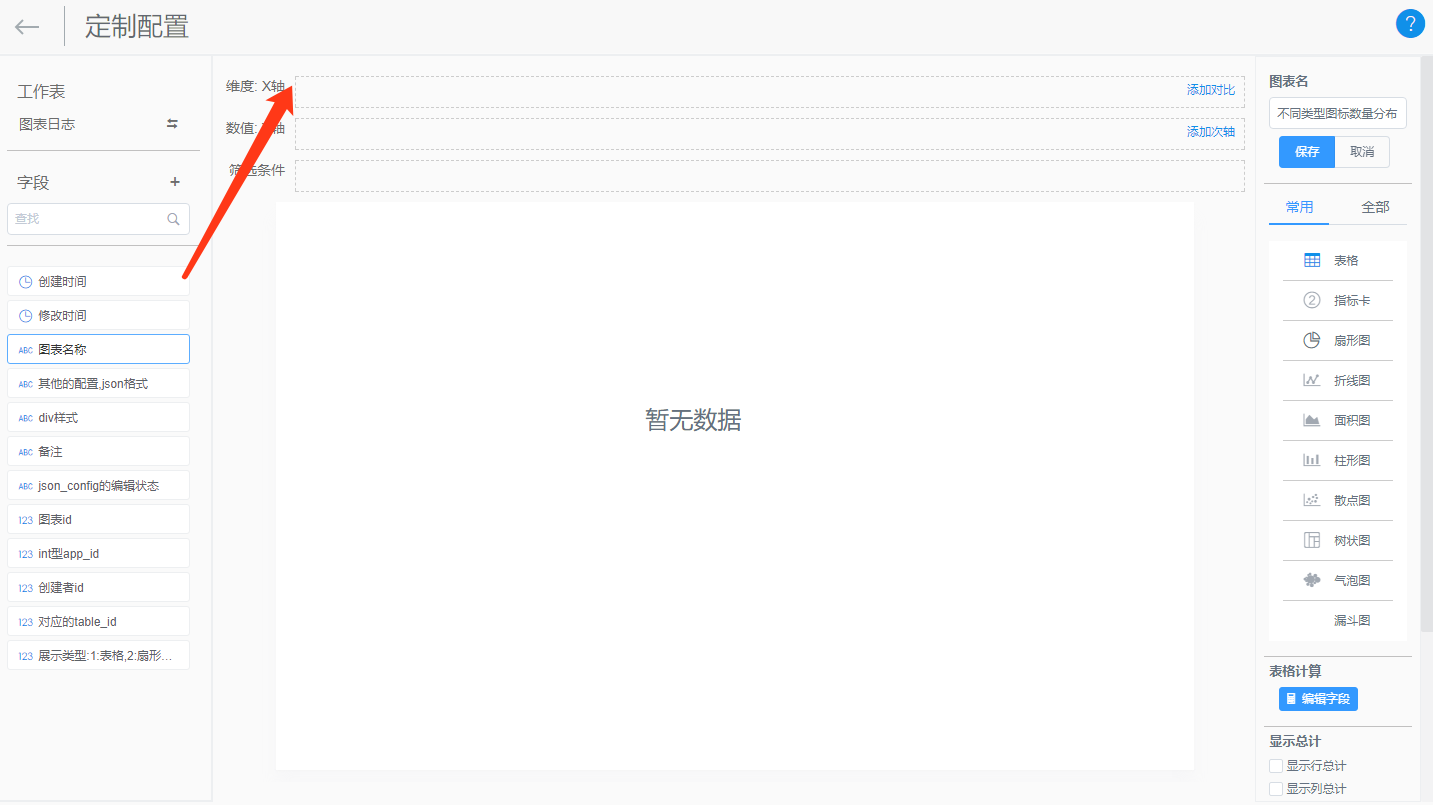 定制配置
?
工作表
图表日志
字段
+
查找
创建时间
修改时间
ABC 图表名称
ABC 其他的配置,json格式
ABC div样式
ABC 备注
ABC json_config的编辑状态
123 图表id
123 int型app_id
123 创建者id
123 对应的table_id
123 展示类型:1:表格,2:扇形...
维度: X轴
添加对比
数值: 轴
添加次轴
筛选条件
暂无数据
图表名
不同类型图标数量分布
保存 取消
常用 全部
表格
2 指标卡
扇形图
折线图
面积图
柱形图
散点图
树状图
气泡图
漏斗图
表格计算
编辑字段
显示总计
显示行总计
显示列总计